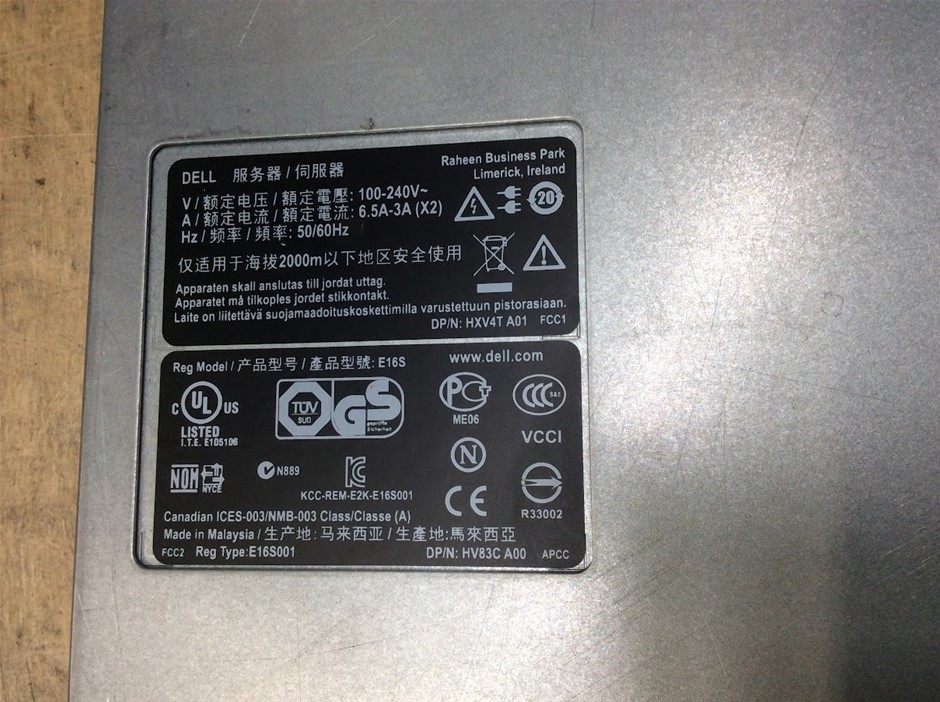 DELL 服务器 / 伺服器
Raheen Business Park
Limerick, Ireland
V / 额定电压 / 額定電壓: 100-240V~
A / 额定电流 / 額定電流: 6.5A-3A (X2)
Hz / 频率 / 頻率: 50/60Hz
20
仅适用于海拔2000m以下地区安全使用
Apparaten skall anslutas till jordat uttag.
Apparatet må tilkoples jordet stikkontakt.
Laite on liitettävä suojamaadoituskoskettimilla varustettuun pistorasiaan.
DP/N: HXV4T A01 FCC1
Reg Model / 产品型号 / 產品型號: E16S
www.dell.com
C UL US
LISTED
I.T.E. E105106
TÜV
SÜD
GS
geprüfte
Sicherheit
PCT
ME06
CCC S&E
VCCI
NOM
NYCE
N889
KC
KCC-REM-E2K-E16S001
N
CE
R33002
Canadian ICES-003/NMB-003 Class/Classe (A)
Made in Malaysia / 生产地: 马来西亚 / 生產地:馬來西亞
FCC2 Reg Type:E16S001 DP/N: HV83C A00 APCC